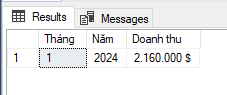 Results Messages
Tháng Năm Doanh thu
1 1 2024 2.160.000 $